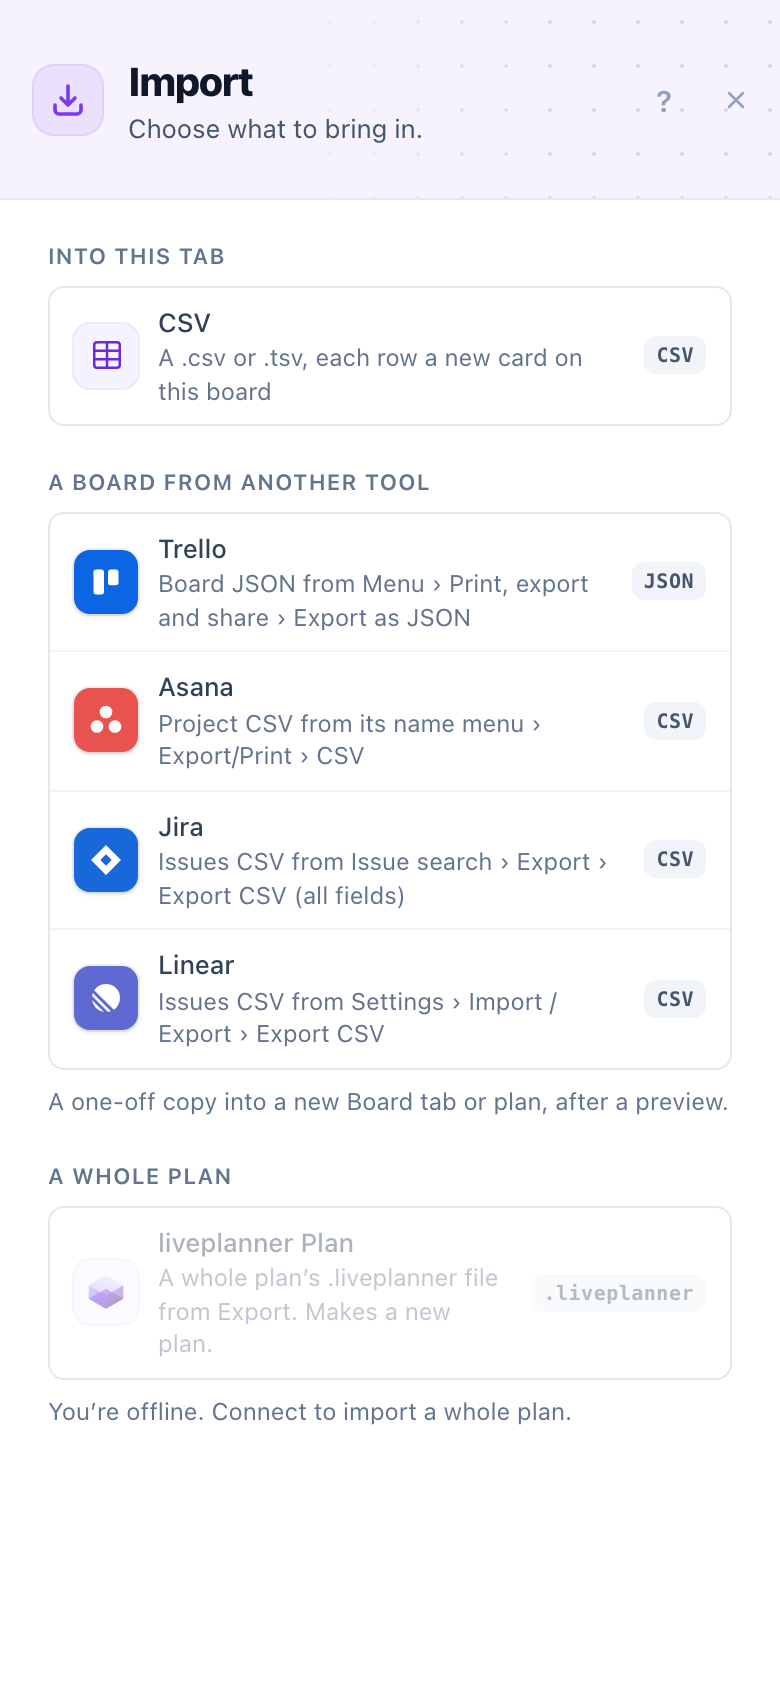 Import
Choose what to bring in.
?
INTO THIS TAB
CSV
A .csv or .tsv, each row a new card on
this board
CSV
A BOARD FROM ANOTHER TOOL
Trello
Board JSON from Menu › Print, export
and share › Export as JSON
JSON
Asana
Project CSV from its name menu ›
Export/Print › CSV
CSV
Jira
Issues CSV from Issue search › Export ›
Export CSV (all fields)
CSV
Linear
Issues CSV from Settings › Import /
Export › Export CSV
CSV
A one-off copy into a new Board tab or plan, after a preview.
A WHOLE PLAN
liveplanner Plan
A whole plan’s .liveplanner file
from Export. Makes a new
plan.
.liveplanner
You’re offline. Connect to import a whole plan.